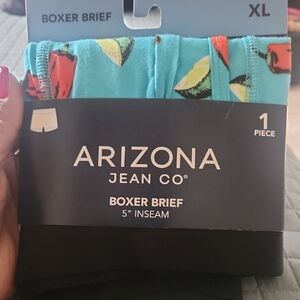 BOXER BRIEF
XL
1
PIECE
ARIZONA
JEAN CO®
BOXER BRIEF
5" INSEAM